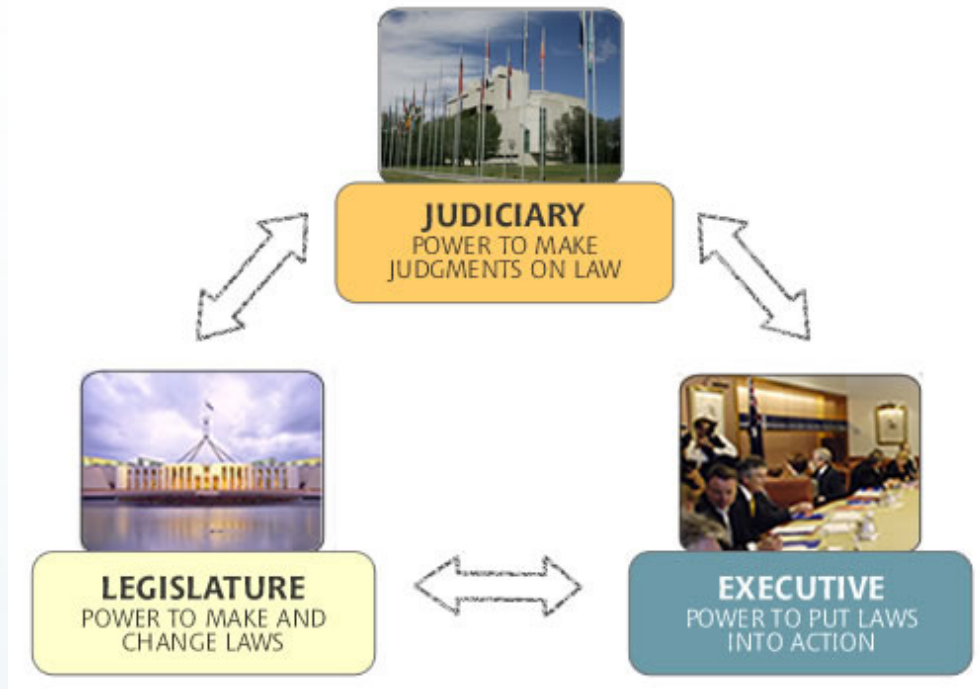 JUDICIARY
POWER TO MAKE
JUDGMENTS ON LAW
LEGISLATURE
POWER TO MAKE AND
CHANGE LAWS
EXECUTIVE
POWER TO PUT LAWS
INTO ACTION